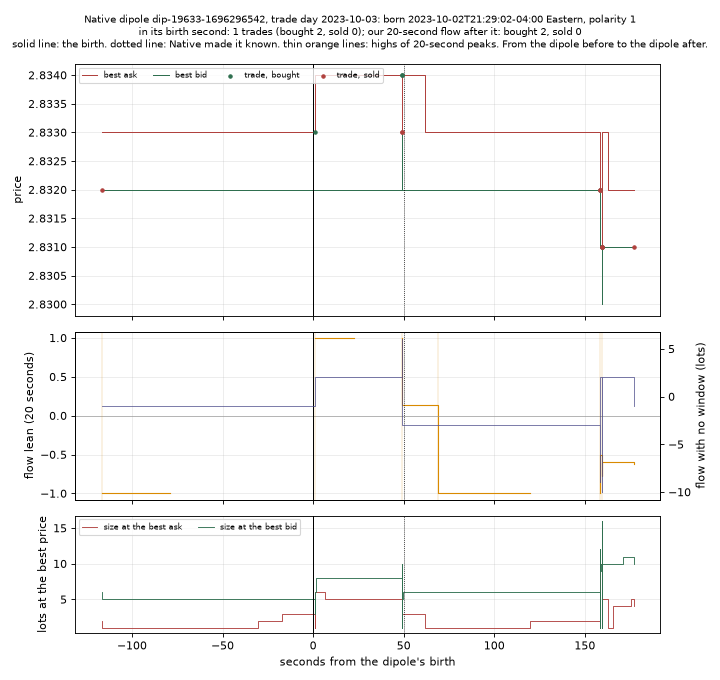 Native dipole dip-19633-1696296542, trade day 2023-10-03: born 2023-10-02T21:29:02-04:00 Eastern, polarity 1
in its birth second: 1 trades (bought 2, sold 0); our 20-second flow after it: bought 2, sold 0
solid line: the birth. dotted line: Native made it known. thin orange lines: highs of 20-second peaks. From the dipole before to the dipole after.
best ask
best bid
trade, bought
trade, sold
2.8340
2.8335
2.8330
2.8325
2.8320
2.8315
2.8310
2.8305
2.8300
price
1.0
0.5
0.0
−0.5
−1.0
flow lean (20 seconds)
5
0
−5
−10
flow with no window (lots)
size at the best ask
size at the best bid
15
10
5
lots at the best price
−100
−50
0
50
100
150
seconds from the dipole's birth